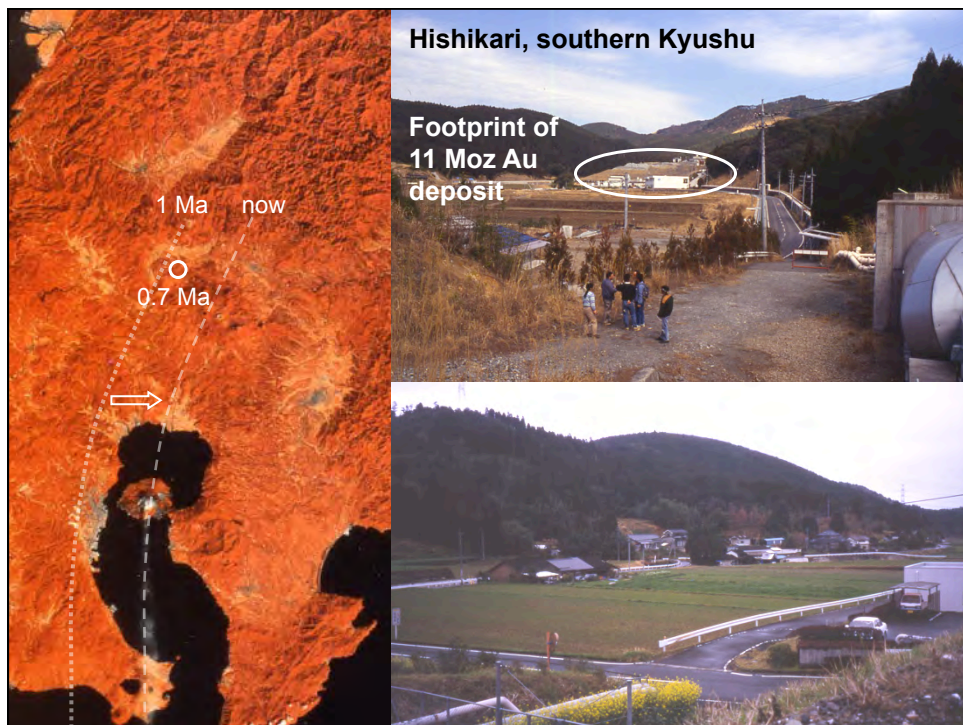 Hishikari, southern Kyushu
Footprint of
11 Moz Au
deposit
1 Ma
now
0.7 Ma